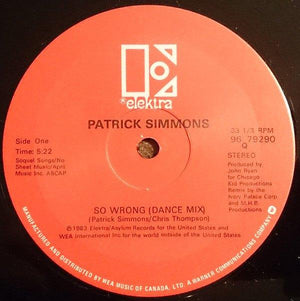 elektra
PATRICK SIMMONS
Side One
Time: 5:22
Soquel Songs/No
Sheet Music/April
Music Inc. ASCAP
33 1/3 RPM
96 79290
Q
STEREO
Produced by
John Ryan
for Chicago
Kid Productions
Remix by the
Ivory Palace Corp
and M.H.B.
Productions
SO WRONG (DANCE MIX)
(Patrick Simmons/Chris Thompson)
©1983 Elektra/Asylum Records for the United States and
WEA International Inc. for the world outside of the United States.
MFD. & DISTRIBUTED BY WEA MUSIC OF CANADA, LTD. A WARNER COMMUNICATIONS COMPANY